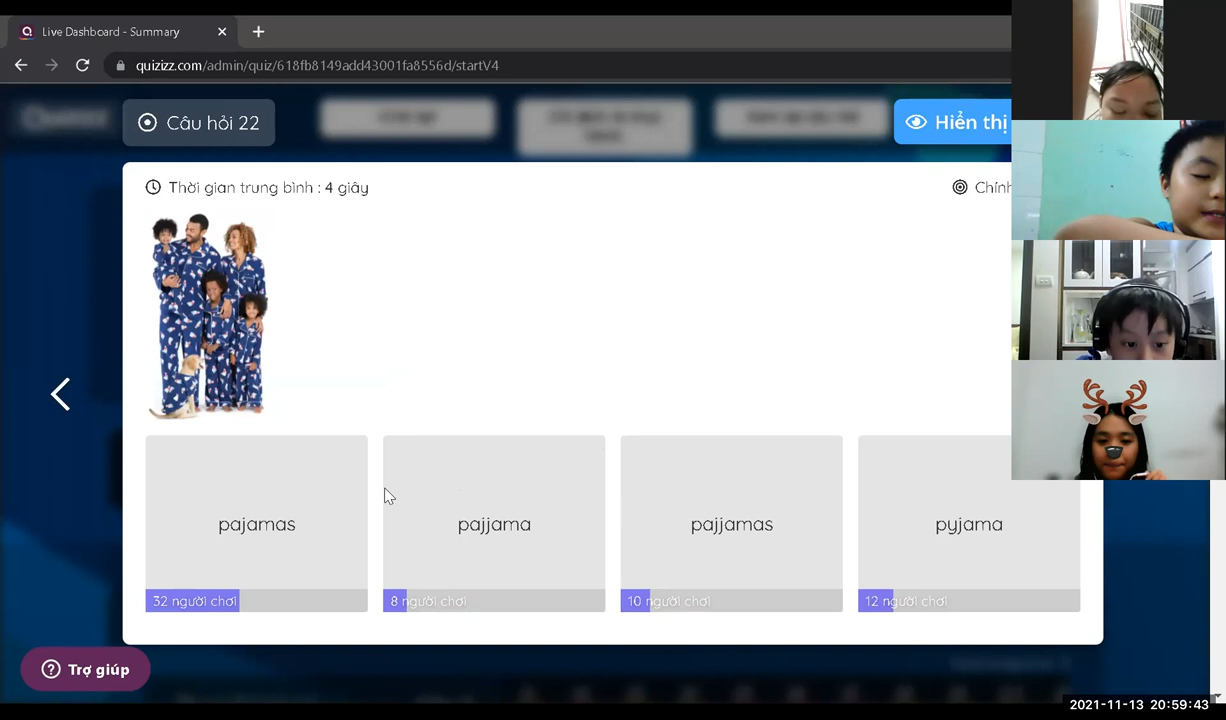 Live Dashboard - Summary
quizizz.com/admin/quiz/618fb8149add43001fa8556d/startV4
Câu hỏi 22
Hiển thị
Thời gian trung bình : 4 giây
Chính
pajamas
pajjama
pajjamas
pyjama
32 người chơi
8 người chơi
10 người chơi
12 người chơi
Trợ giúp
2021-11-13 20:59:43